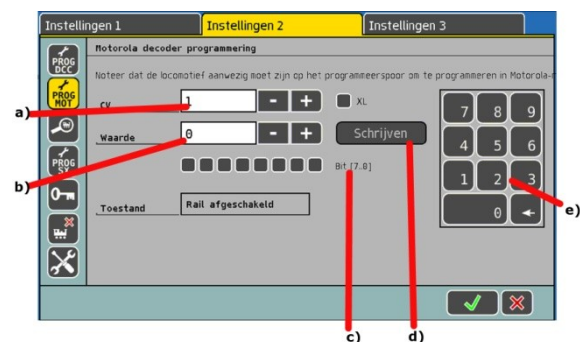 Instellingen 1 Instellingen 2 Instellingen 3
Motorola decoder programmering
Noteer dat de locomotief aanwezig moet zijn op het programmeerspoor om te programmeren in Motorola-
PROG DCC
PROG MOT
PROG SX
a)
CV 1 - + XL
7 8 9
Waarde 0 - + Schrijven
4 5 6
b)
Bit [7..0]
1 2 3
e)
Toestand Rail afgeschakeld
0 ←
c) d)